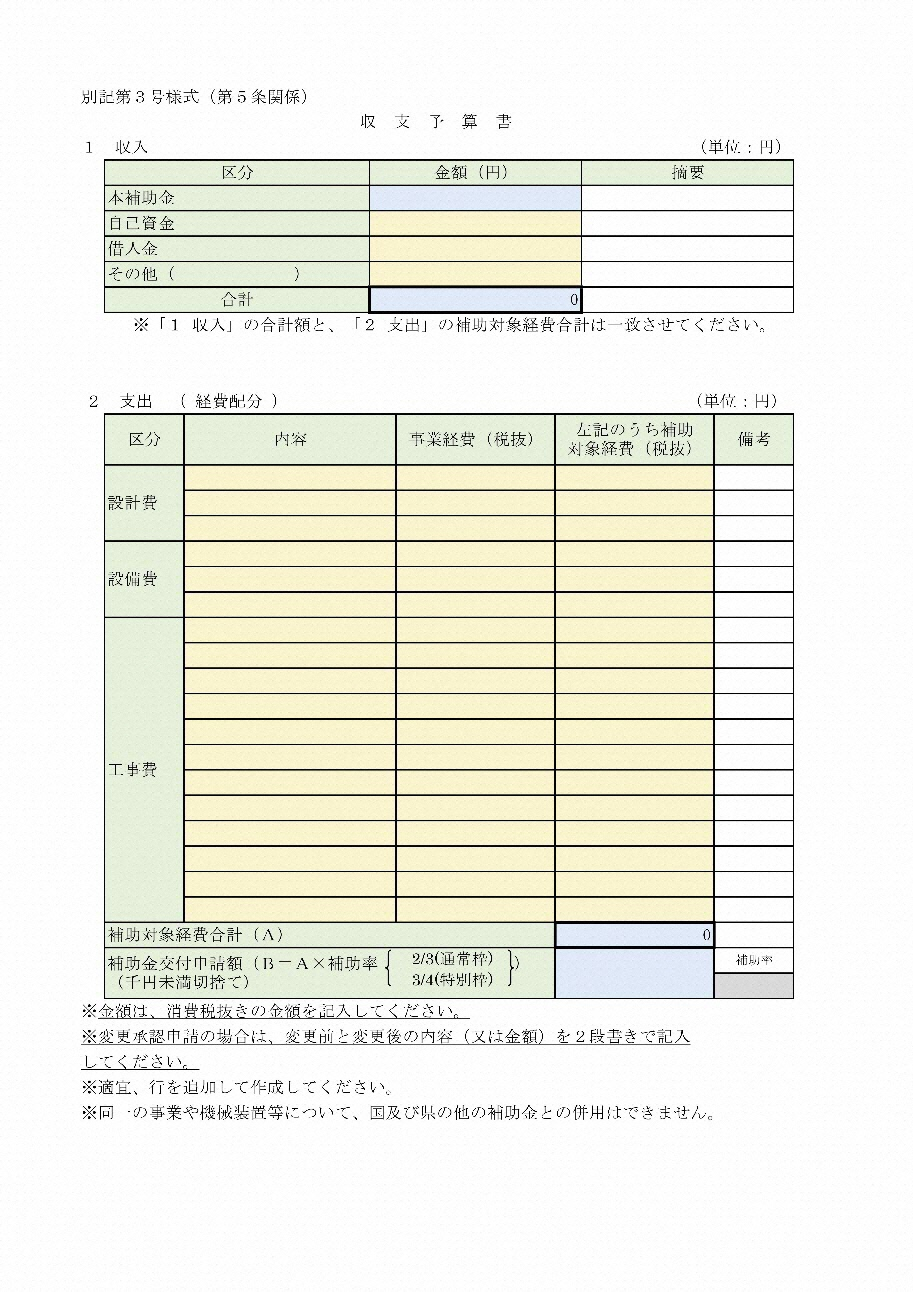 別記第３号様式（第５条関係）
収　支　予　算　書
１　収入　（単位：円）
区分　金額（円）　摘要
本補助金
自己資金
借入金
その他（　　　　　　　）
合計　0
※「１ 収入」の合計額と、「２ 支出」の補助対象経費合計は一致させてください。
２　支出　（ 経費配分 ）　（単位：円）
区分　内容　事業経費（税抜）　左記のうち補助
対象経費（税抜）　備考
設計費
設備費
工事費
補助対象経費合計（A）　0
補助金交付申請額（B＝A×補助率　2/3(通常枠)　）　補助率
（千円未満切捨て）　3/4(特別枠)
※金額は、消費税抜きの金額を記入してください。
※変更承認申請の場合は、変更前と変更後の内容（又は金額）を２段書きで記入
してください。
※適宜、行を追加して作成してください。
※同一の事業や機械装置等について、国及び県の他の補助金との併用はできません。